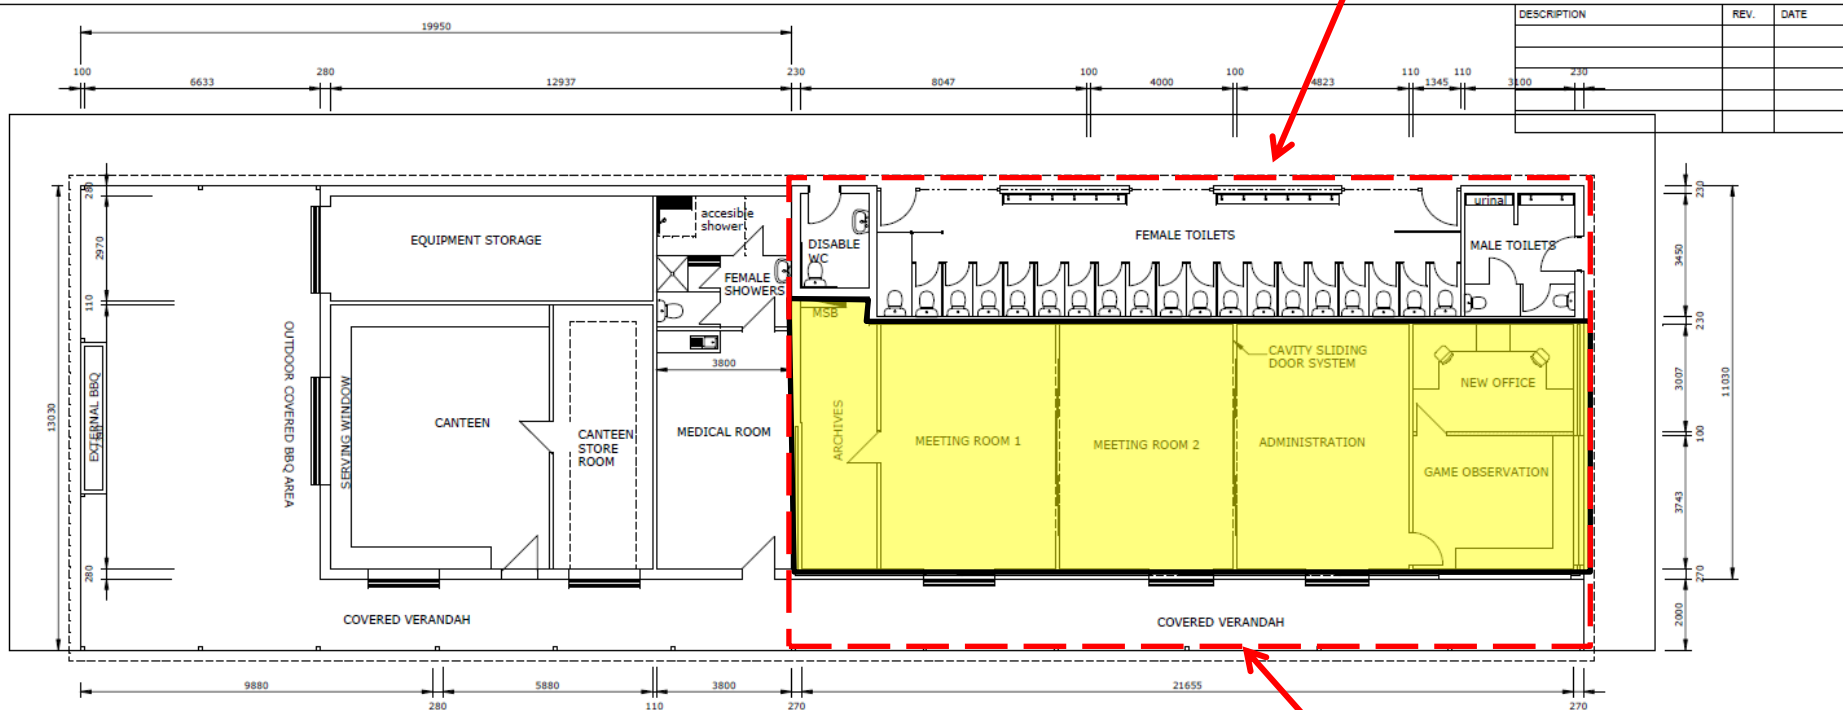 DESCRIPTION REV. DATE
19950
100 6633 280 12937 230 8047 100 4000 100 4823 110 1345 110 3100 230
280
2970
110
280
13030
EXTERNAL BBQ
OUTDOOR COVERED BBQ AREA
SERVING WINDOW
EQUIPMENT STORAGE
CANTEEN
CANTEEN
STORE
ROOM
accesible
shower
FEMALE
SHOWERS
3800
MEDICAL ROOM
DISABLE
WC
MSB
ARCHIVES
FEMALE TOILETS
urinal
MALE TOILETS
MEETING ROOM 1
MEETING ROOM 2
CAVITY SLIDING
DOOR SYSTEM
ADMINISTRATION
NEW OFFICE
GAME OBSERVATION
COVERED VERANDAH
COVERED VERANDAH
230
3450
230
3007
100
3743
270
2000
11030
9880 280 5880 110 3800 270 21655 270